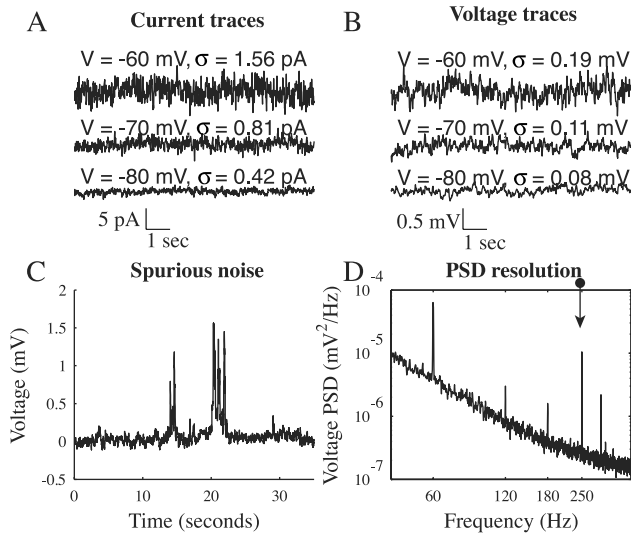 A
Current traces
V = -60 mV, σ = 1.56 pA
V = -70 mV, σ = 0.81 pA
V = -80 mV, σ = 0.42 pA
5 pA
1 sec
B
Voltage traces
V = -60 mV, σ = 0.19 mV
V = -70 mV, σ = 0.11 mV
V = -80 mV, σ = 0.08 mV
0.5 mV
1 sec
C
Spurious noise
Voltage (mV)
2
1.5
1
0.5
0
-0.5
0 10 20 30
Time (seconds)
D
PSD resolution
Voltage PSD (mV²/Hz)
10⁻⁴
10⁻⁵
10⁻⁶
10⁻⁷
60 120 180 250
Frequency (Hz)